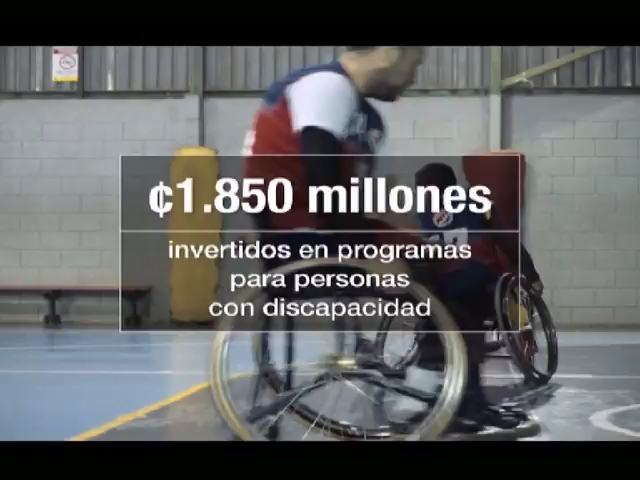 ¢1.850 millones
invertidos en programas
para personas
con discapacidad